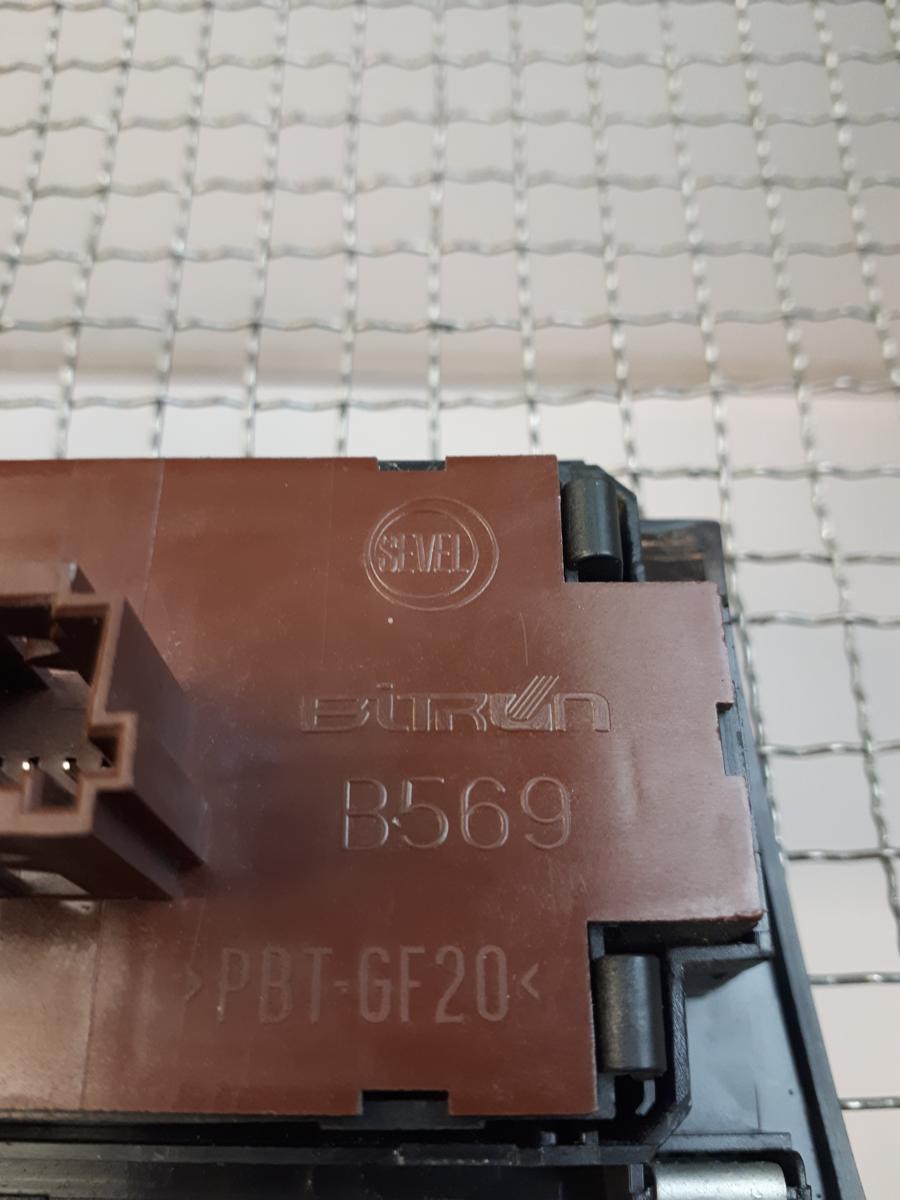 SEVEL
BITRON
B569
>PBT-GF20<